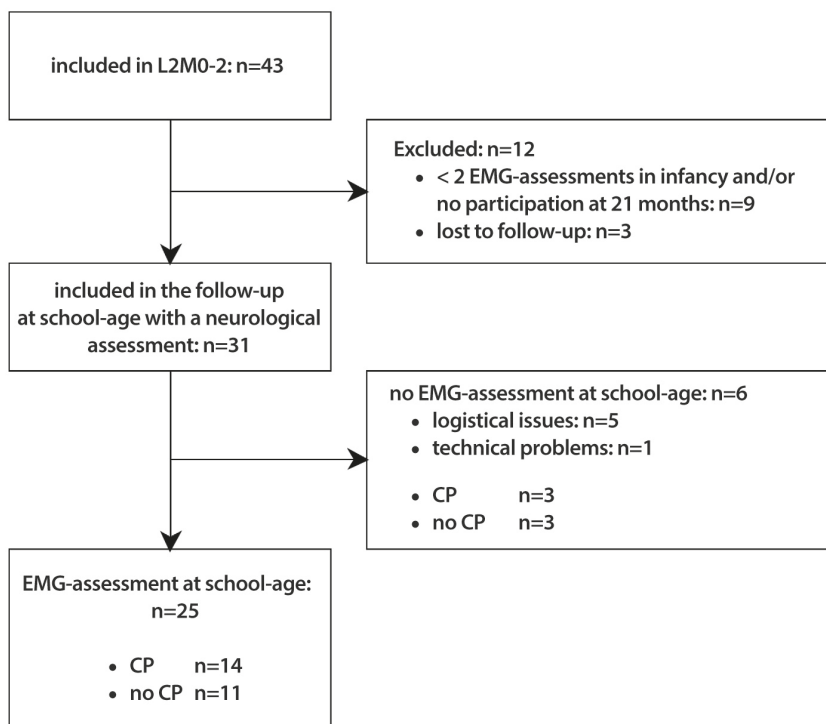 included in L2M0-2: n=43
Excluded: n=12
• < 2 EMG-assessments in infancy and/or
no participation at 21 months: n=9
• lost to follow-up: n=3
included in the follow-up
at school-age with a neurological
assessment: n=31
no EMG-assessment at school-age: n=6
• logistical issues: n=5
• technical problems: n=1
• CP n=3
• no CP n=3
EMG-assessment at school-age:
n=25
• CP n=14
• no CP n=11